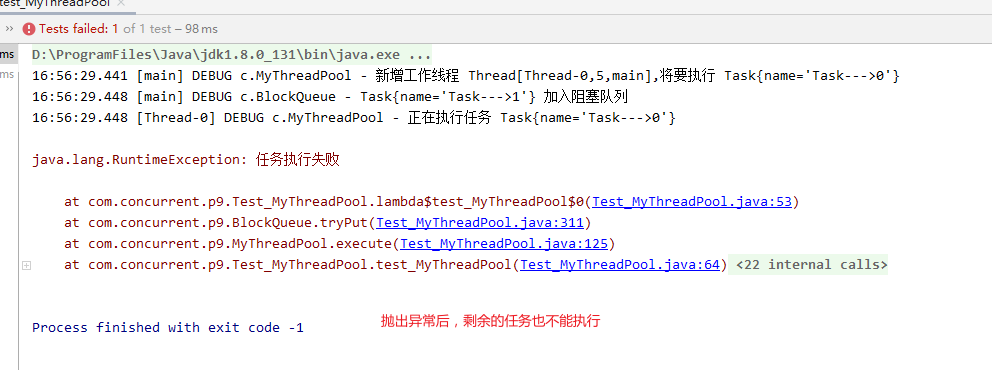 test_MyThreadPool ×
» Tests failed: 1 of 1 test – 98 ms
ms D:\ProgramFiles\Java\jdk1.8.0_131\bin\java.exe ...
ms 16:56:29.441 [main] DEBUG c.MyThreadPool - 新增工作线程 Thread[Thread-0,5,main],将要执行 Task{name='Task--->0'}
16:56:29.448 [main] DEBUG c.BlockQueue - Task{name='Task--->1'} 加入阻塞队列
16:56:29.448 [Thread-0] DEBUG c.MyThreadPool - 正在执行任务 Task{name='Task--->0'}
java.lang.RuntimeException: 任务执行失败
at com.concurrent.p9.Test_MyThreadPool.lambda$test_MyThreadPool$0(Test_MyThreadPool.java:53)
at com.concurrent.p9.BlockQueue.tryPut(Test_MyThreadPool.java:311)
at com.concurrent.p9.MyThreadPool.execute(Test_MyThreadPool.java:125)
at com.concurrent.p9.Test_MyThreadPool.test_MyThreadPool(Test_MyThreadPool.java:64) <22 internal calls>
Process finished with exit code -1
抛出异常后，剩余的任务也不能执行